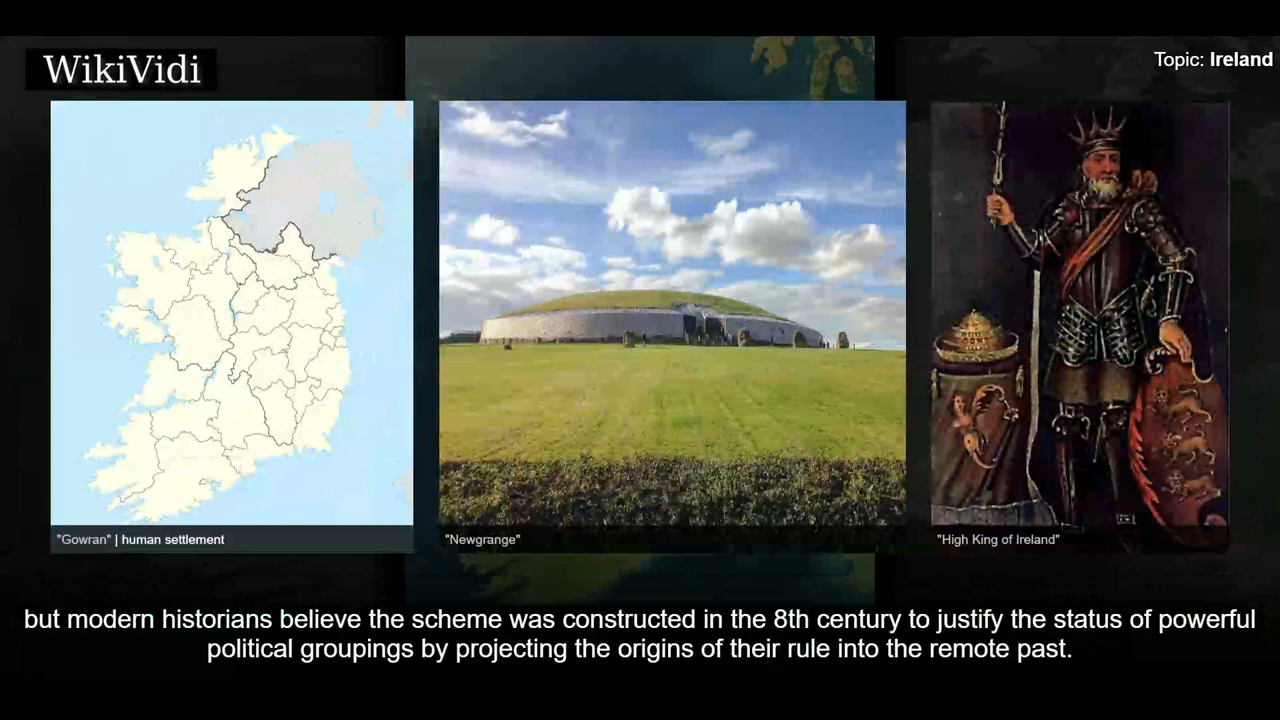 WikiVidi
Topic: Ireland
"Gowran" | human settlement
"Newgrange"
"High King of Ireland"
but modern historians believe the scheme was constructed in the 8th century to justify the status of powerful
political groupings by projecting the origins of their rule into the remote past.